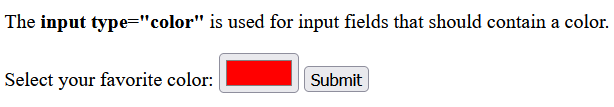 The input type="color" is used for input fields that should contain a color.
Select your favorite color: Submit